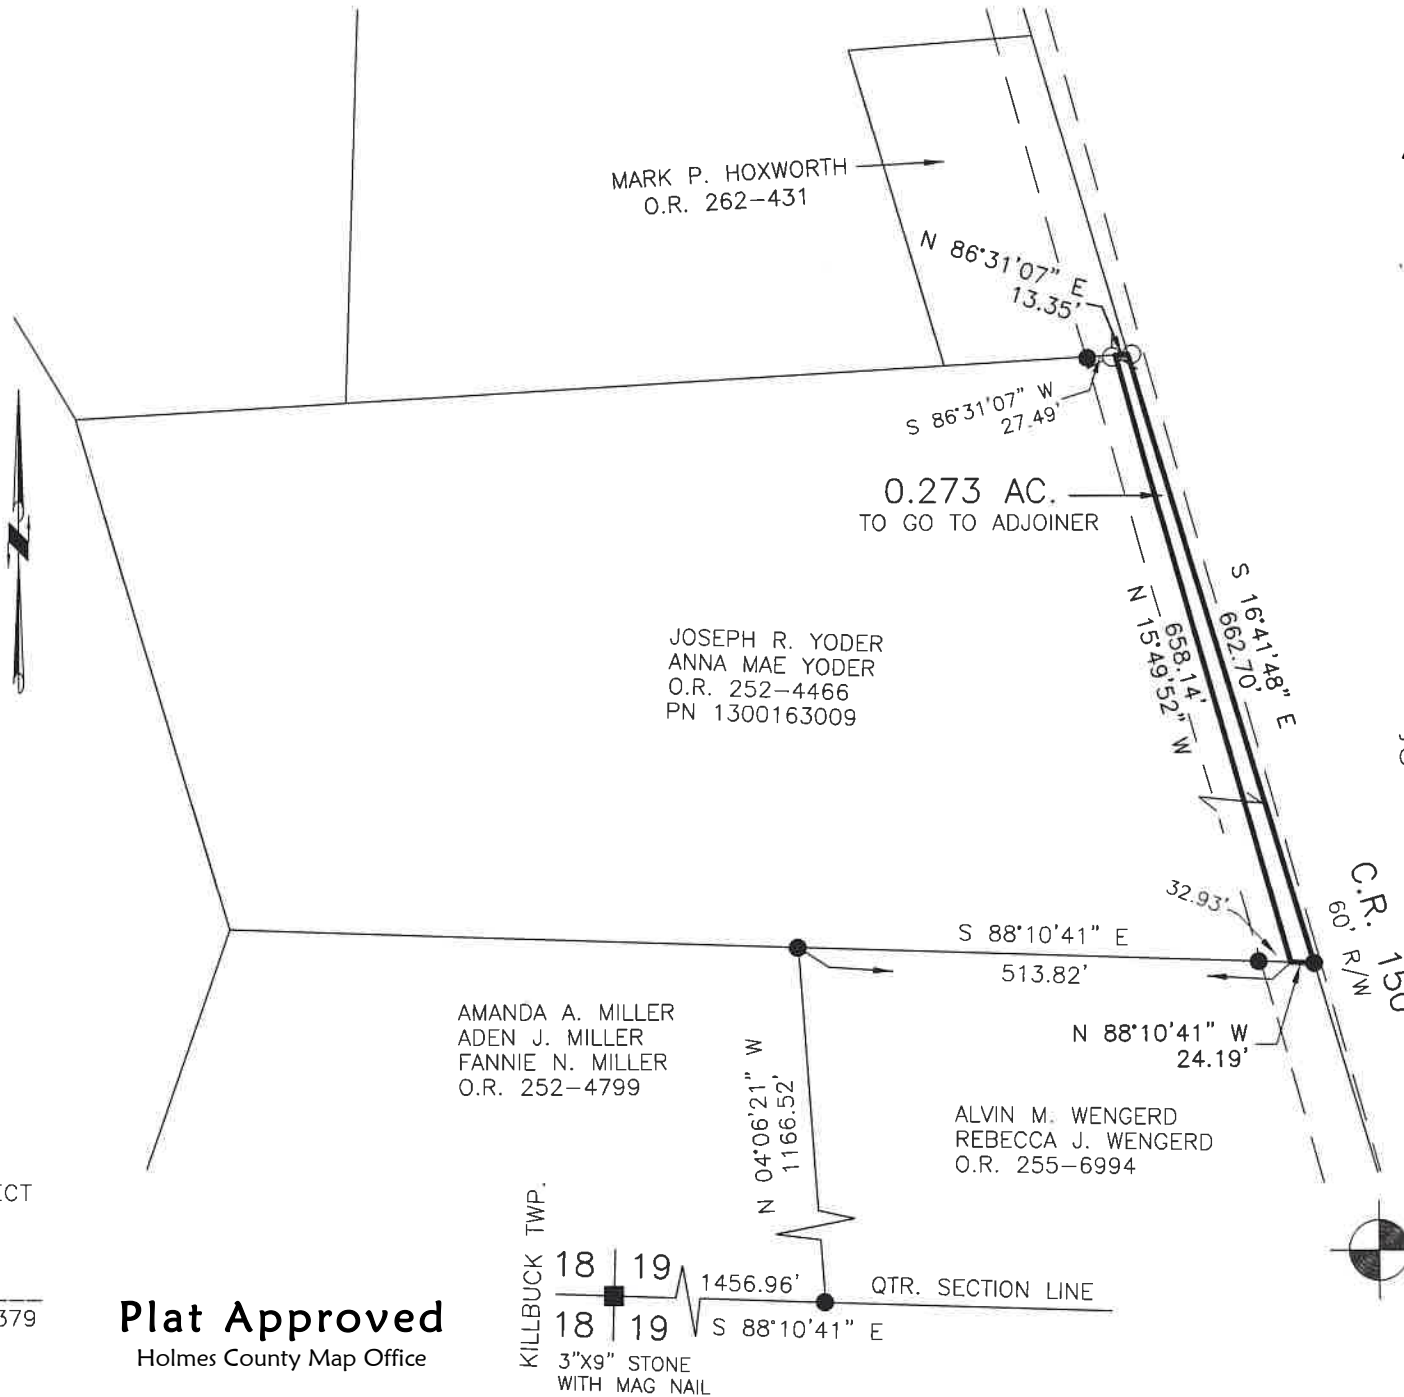 MARK P. HOXWORTH
O.R. 262–431
N 86°31'07" E
13.35'
S 86°31'07" W
27.49'
0.273 AC.
TO GO TO ADJOINER
S 16°41'48" E
662.70'
658.14'
N 15°49'52" W
JOSEPH R. YODER
ANNA MAE YODER
O.R. 252–4466
PN 1300163009
C.R. 150
60' R/W
32.93'
S 88°10'41" E
513.82'
N 88°10'41" W
24.19'
AMANDA A. MILLER
ADEN J. MILLER
FANNIE N. MILLER
O.R. 252–4799
N 04°06'21" W
1166.52'
ALVIN M. WENGERD
REBECCA J. WENGERD
O.R. 255–6994
ECT
379
Plat Approved
Holmes County Map Office
KILLBUCK TWP.
18 19
1456.96'
QTR. SECTION LINE
18 19
S 88°10'41" E
3"X9" STONE
WITH MAG NAIL